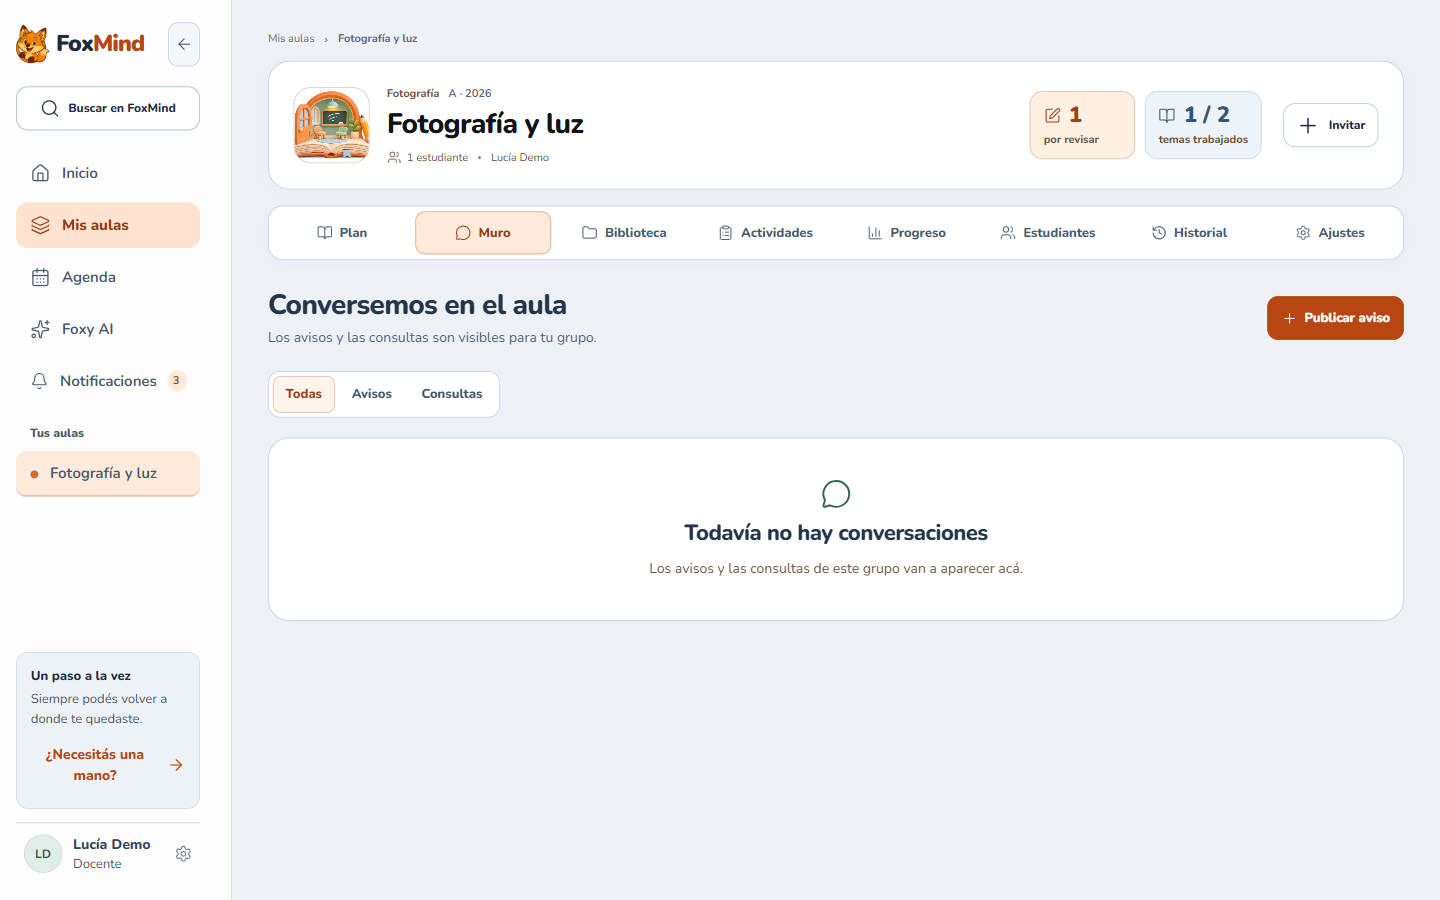 FoxMind
Buscar en FoxMind
Inicio
Mis aulas
Agenda
Foxy AI
Notificaciones 3
Tus aulas
Fotografía y luz
Un paso a la vez
Siempre podés volver a
donde te quedaste.
¿Necesitás una
mano?
LD
Lucía Demo
Docente
Mis aulas › Fotografía y luz
Fotografía A · 2026
Fotografía y luz
1 estudiante • Lucía Demo
1
por revisar
1 / 2
temas trabajados
Invitar
Plan
Muro
Biblioteca
Actividades
Progreso
Estudiantes
Historial
Ajustes
Conversemos en el aula
Los avisos y las consultas son visibles para tu grupo.
Publicar aviso
Todas
Avisos
Consultas
Todavía no hay conversaciones
Los avisos y las consultas de este grupo van a aparecer acá.